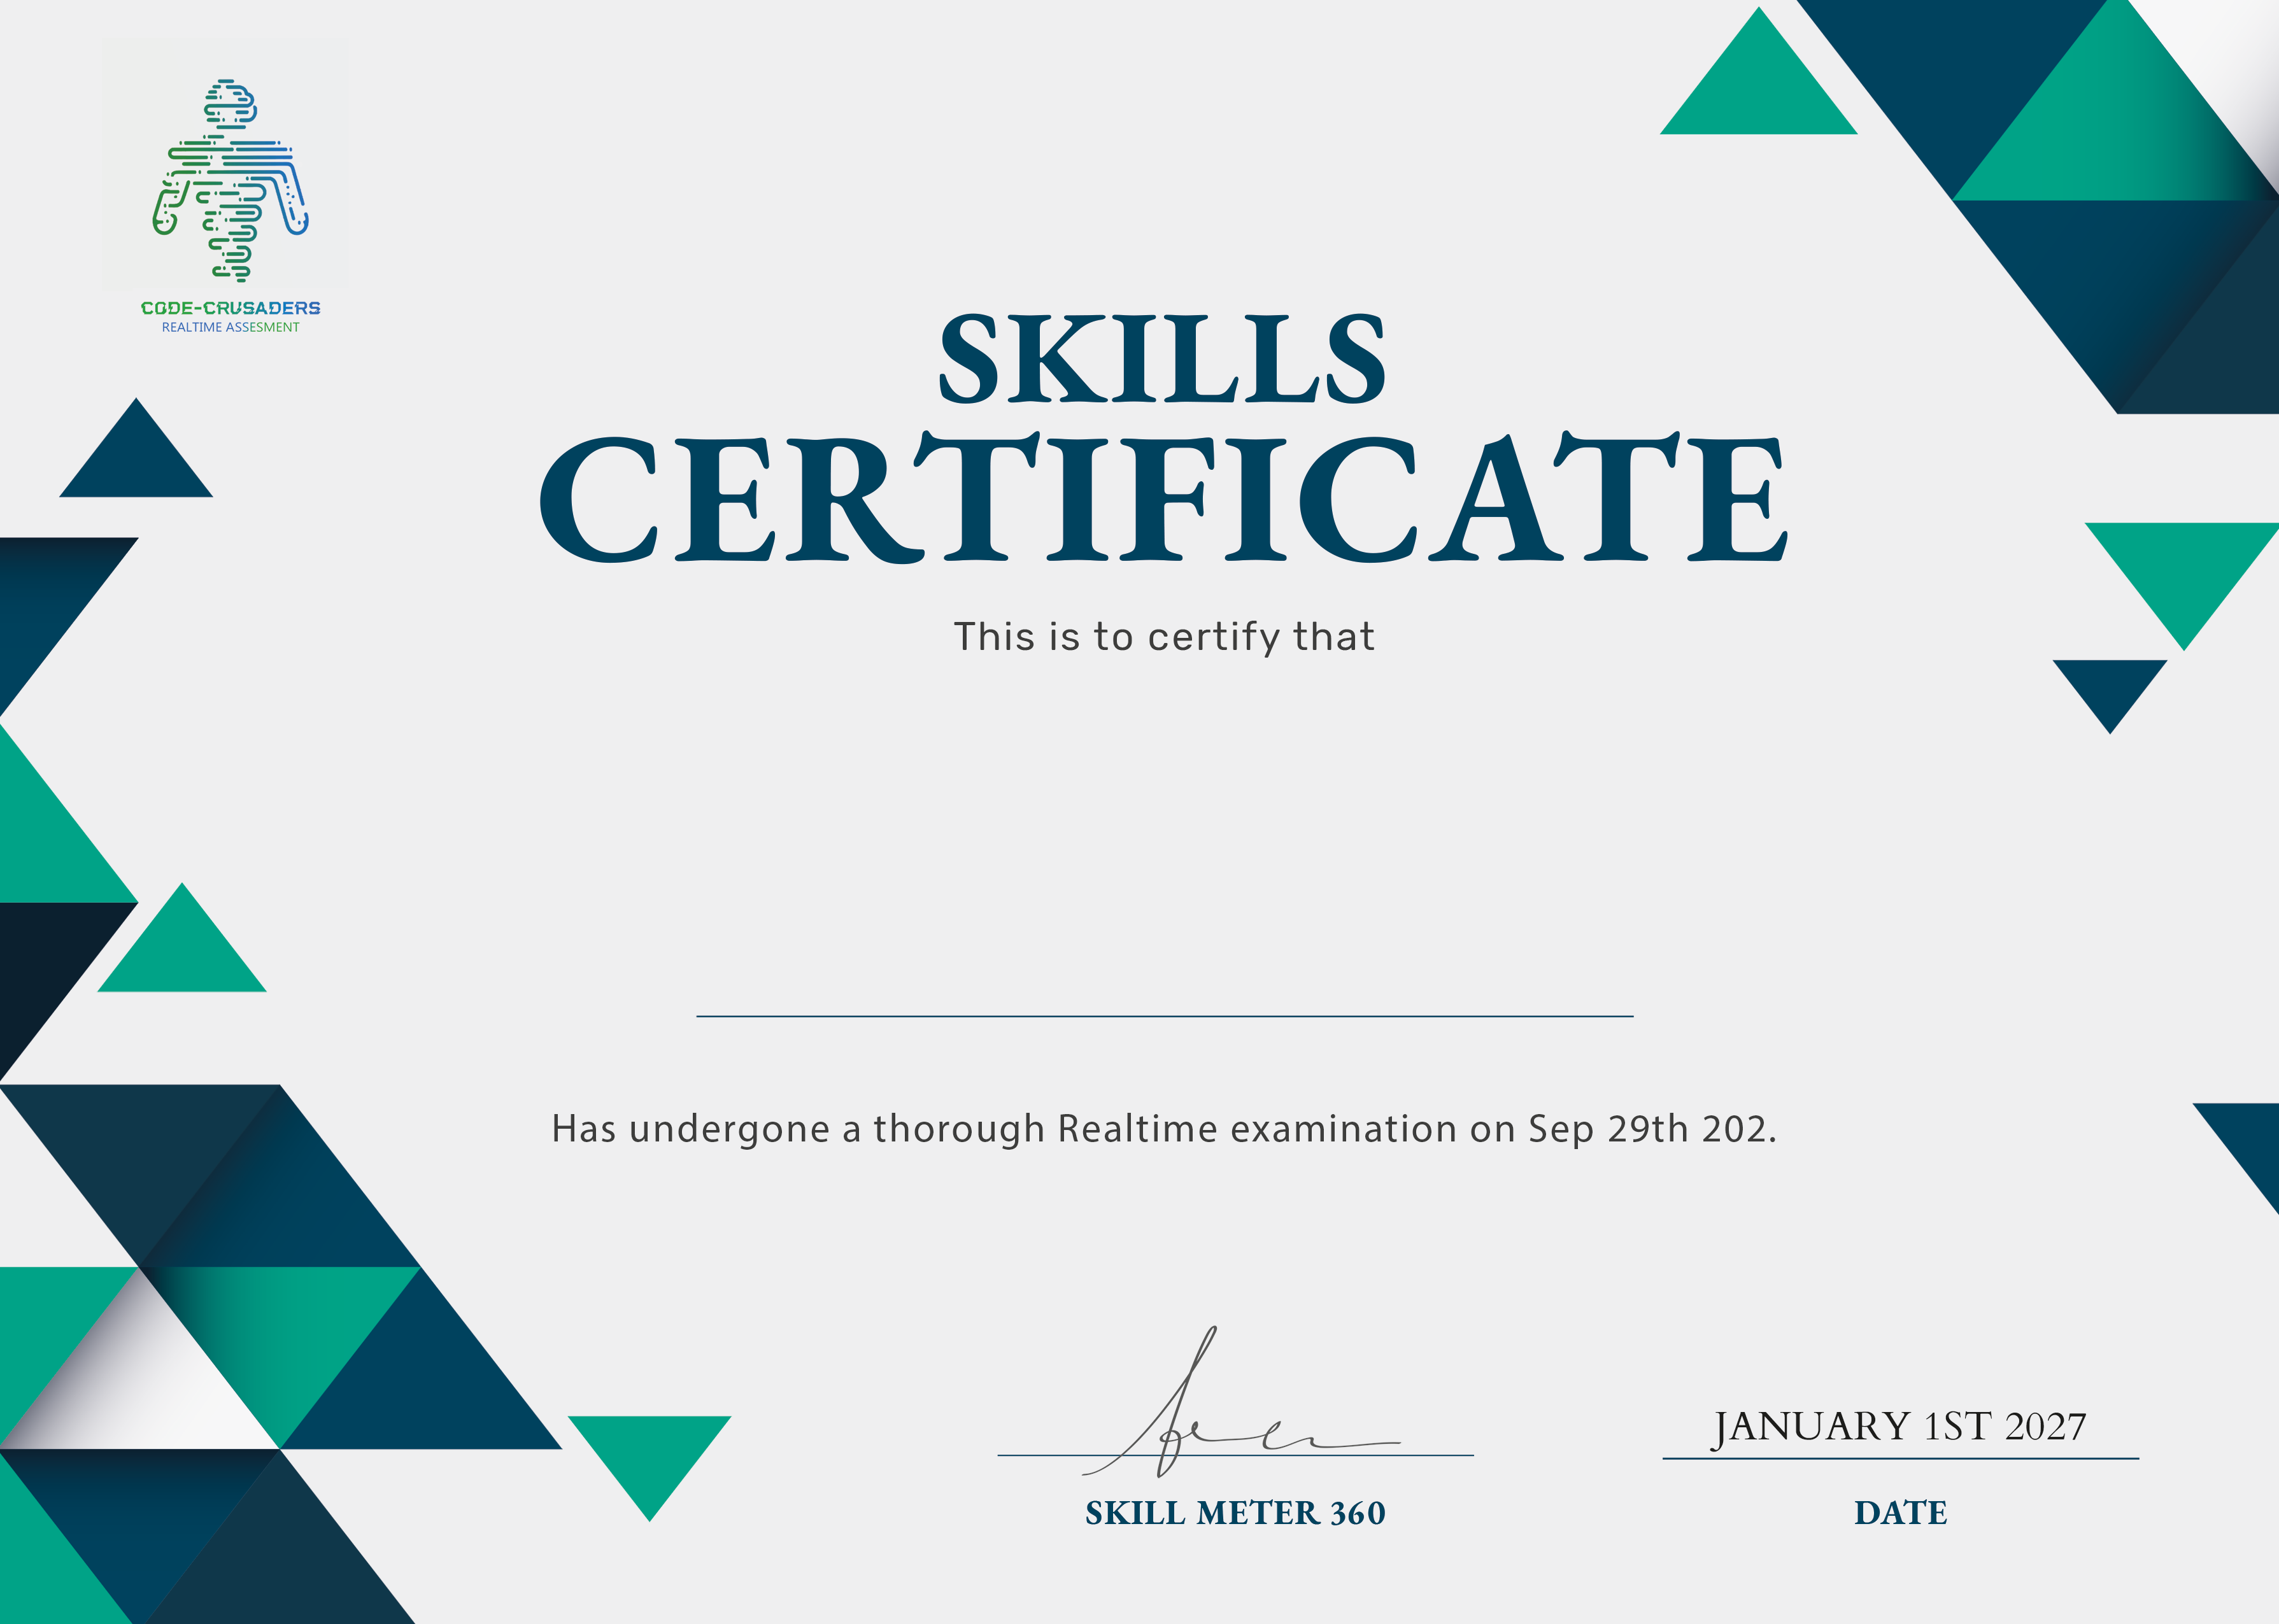 CODE-CRUSADERS
REALTIME ASSESMENT
SKILLS
CERTIFICATE
This is to certify that
Has undergone a thorough Realtime examination on Sep 29th 202.
JANUARY 1ST 2027
SKILL METER 360
DATE